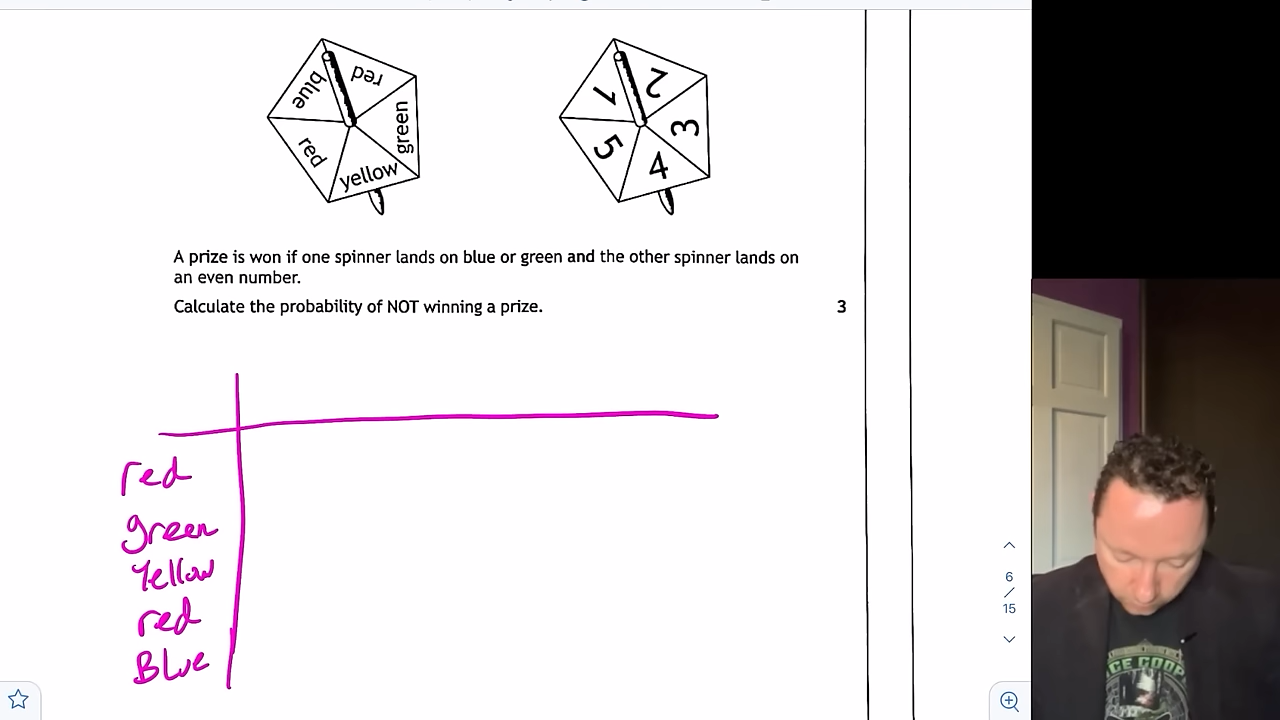 blue
red
green
yellow
red
1
2
3
4
5
A prize is won if one spinner lands on blue or green and the other spinner lands on
an even number.
Calculate the probability of NOT winning a prize.
3
red
green
Yellow
red
Blue
6
/
15